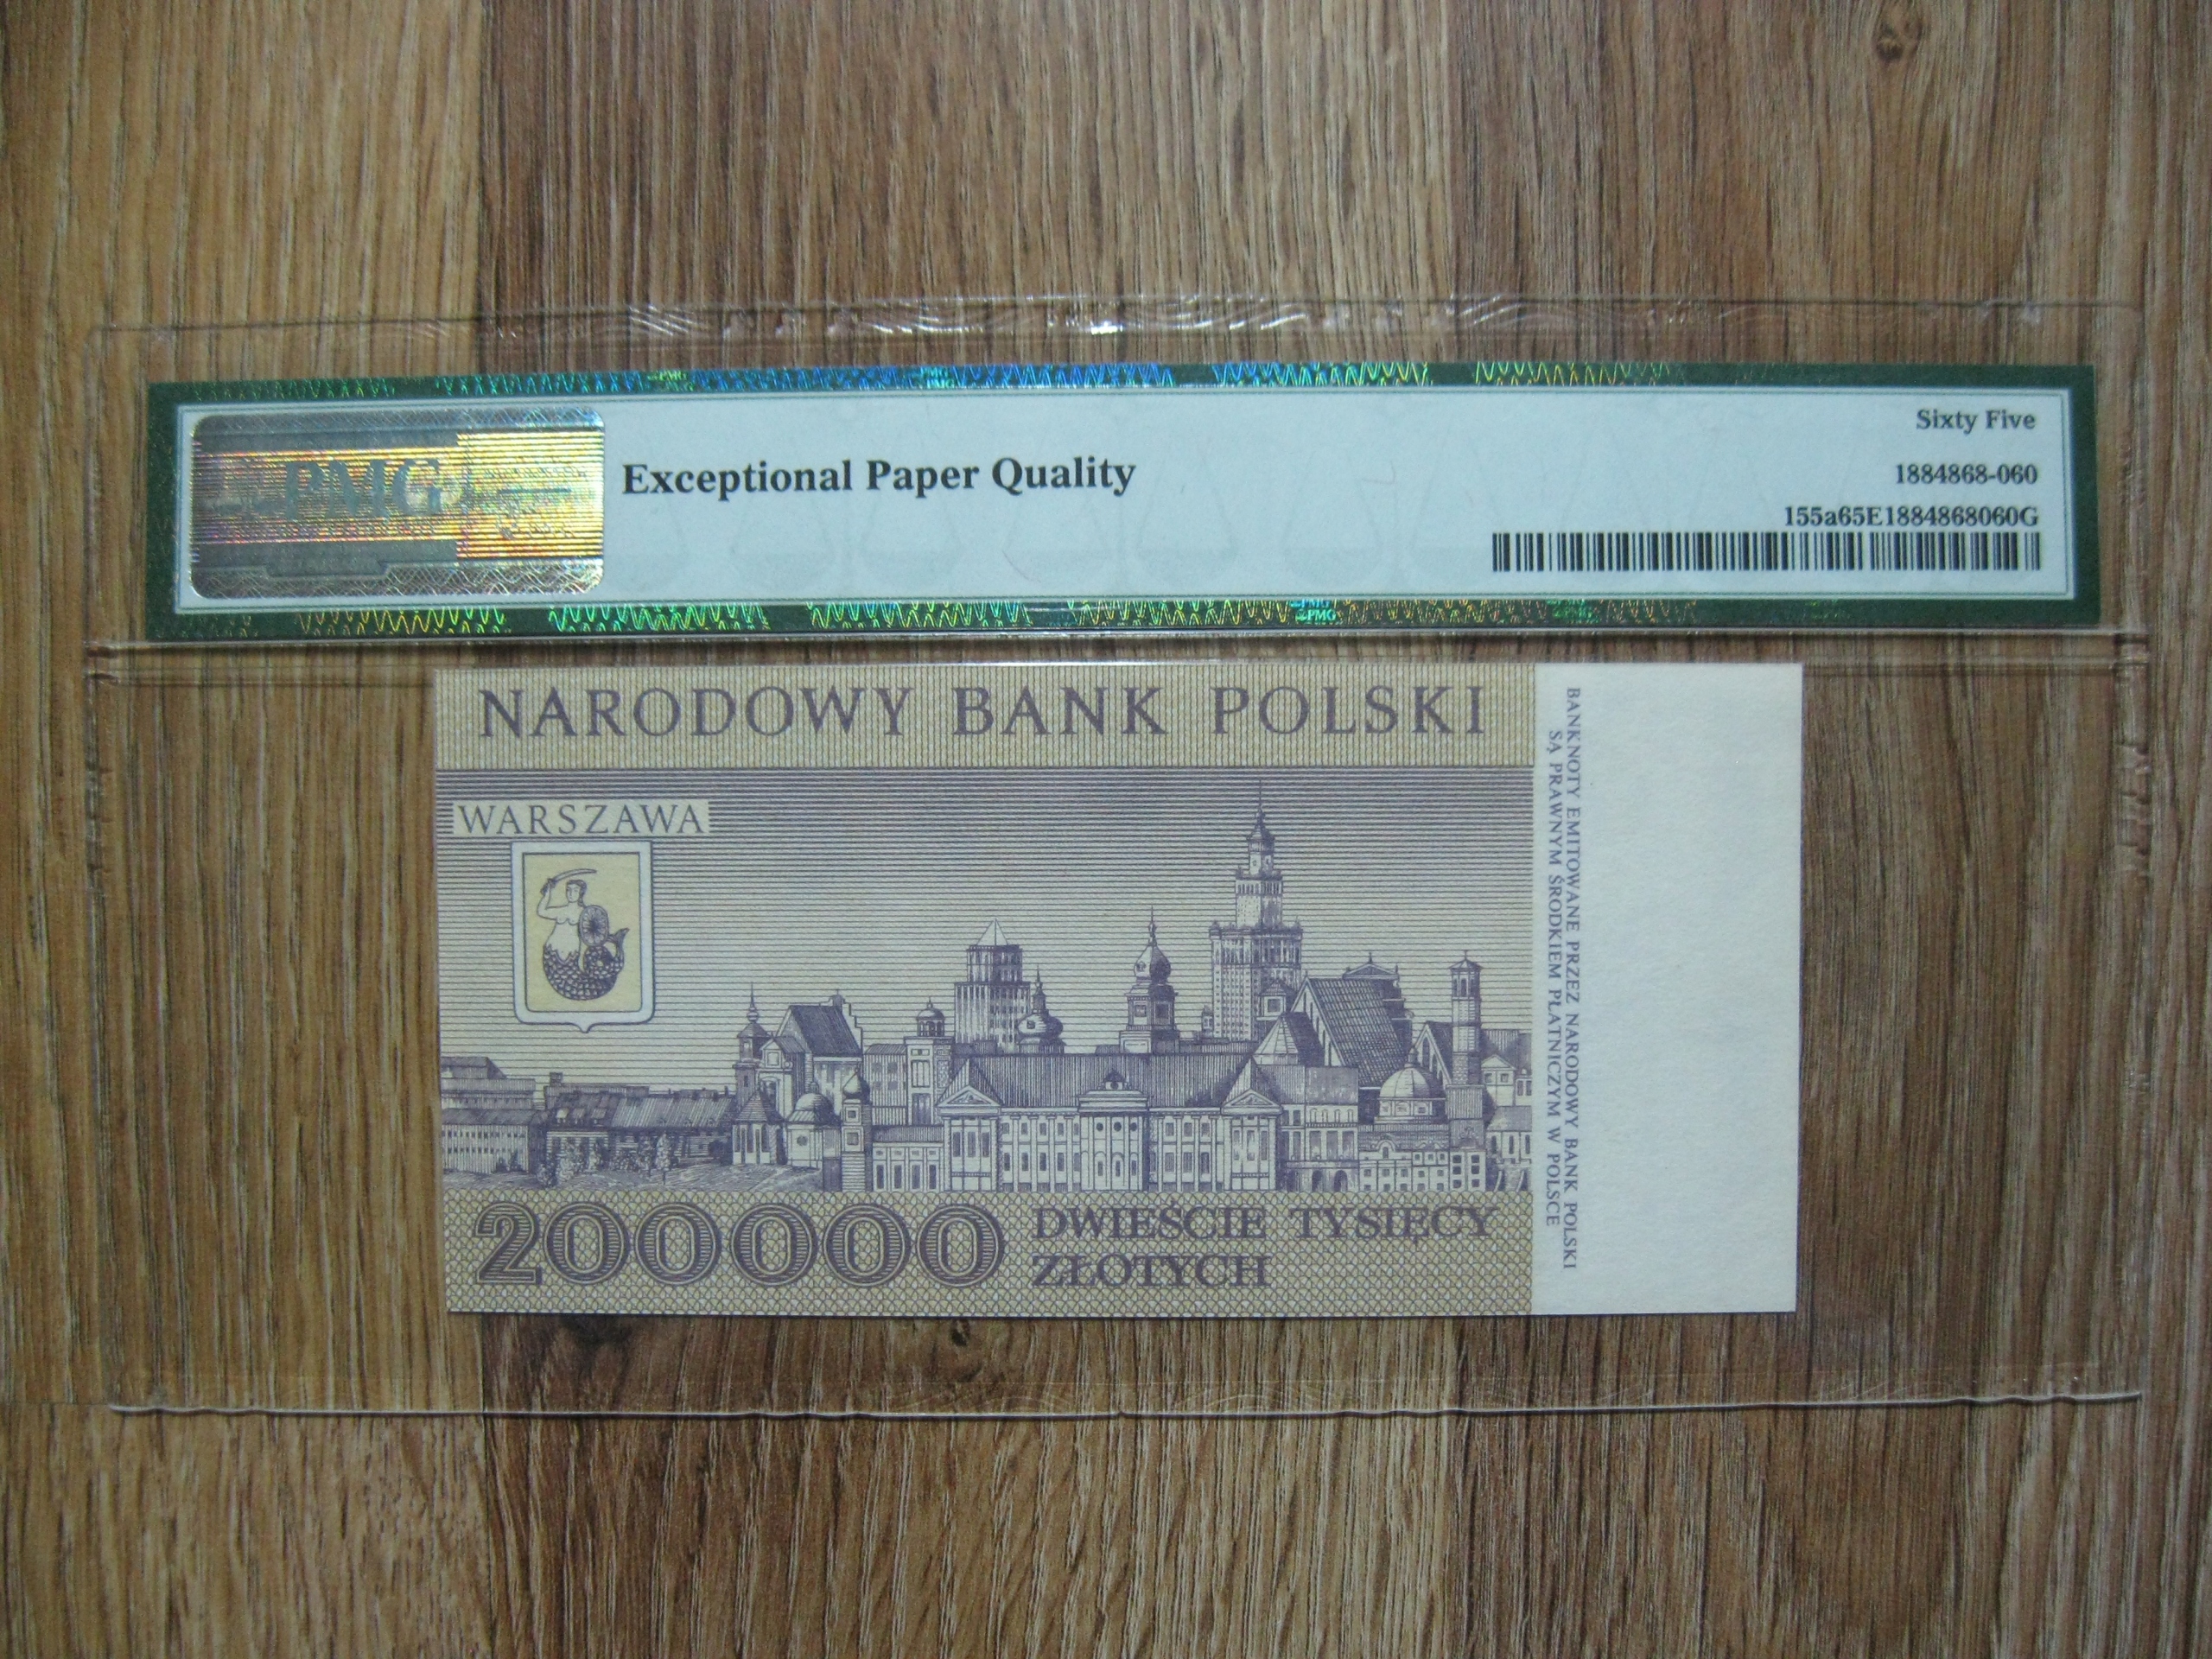 PMG
Exceptional Paper Quality
Sixty Five
1884868-060
155a65E1884868060G
NARODOWY BANK POLSKI
WARSZAWA
200000
DWIEŚCIE TYSIĘCY
ZŁOTYCH
BANKNOTY EMITOWANE PRZEZ NARODOWY BANK POLSKI
SĄ PRAWNYM ŚRODKIEM PŁATNICZYM W POLSCE